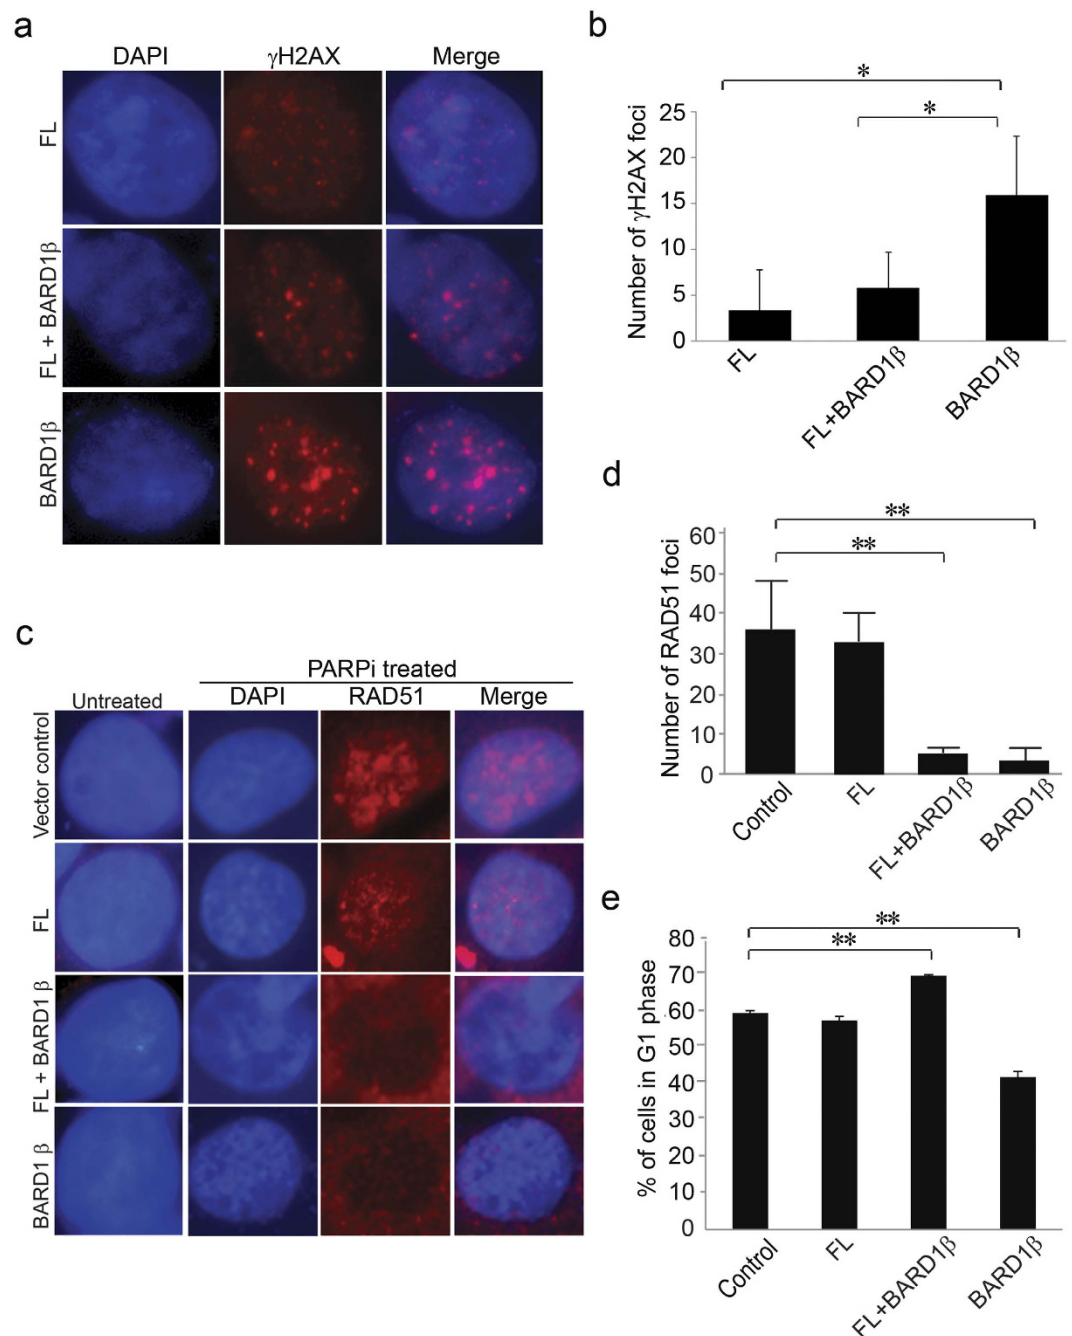 a
DAPI γH2AX Merge
FL
FL + BARD1β
BARD1β
b
* 
*
Number of γH2AX foci
25
20
15
10
5
0
FL
FL+BARD1β
BARD1β
c
PARPi treated
Untreated DAPI RAD51 Merge
Vector control
FL
FL + BARD1 β
BARD1 β
d
**
**
Number of RAD51 foci
60
50
40
30
20
10
0
Control
FL
FL+BARD1β
BARD1β
e
**
**
% of cells in G1 phase
80
70
60
50
40
30
20
10
0
Control
FL
FL+BARD1β
BARD1β